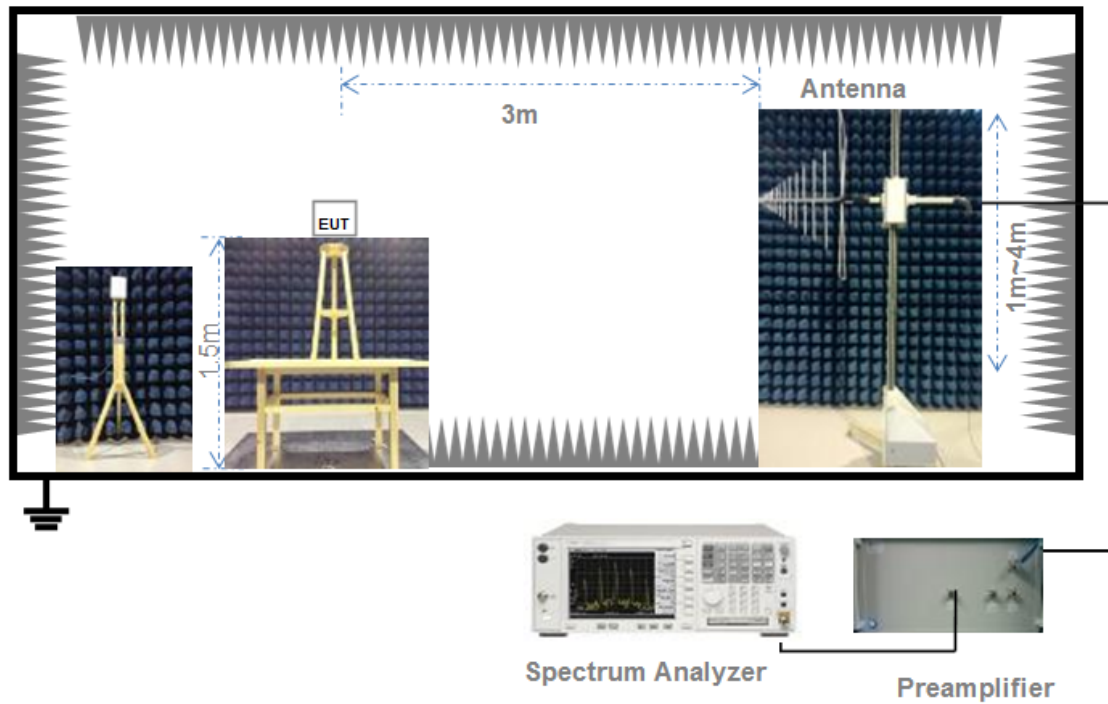 Antenna
3m
EUT
1.5m
1m~4m
Spectrum Analyzer
Preamplifier